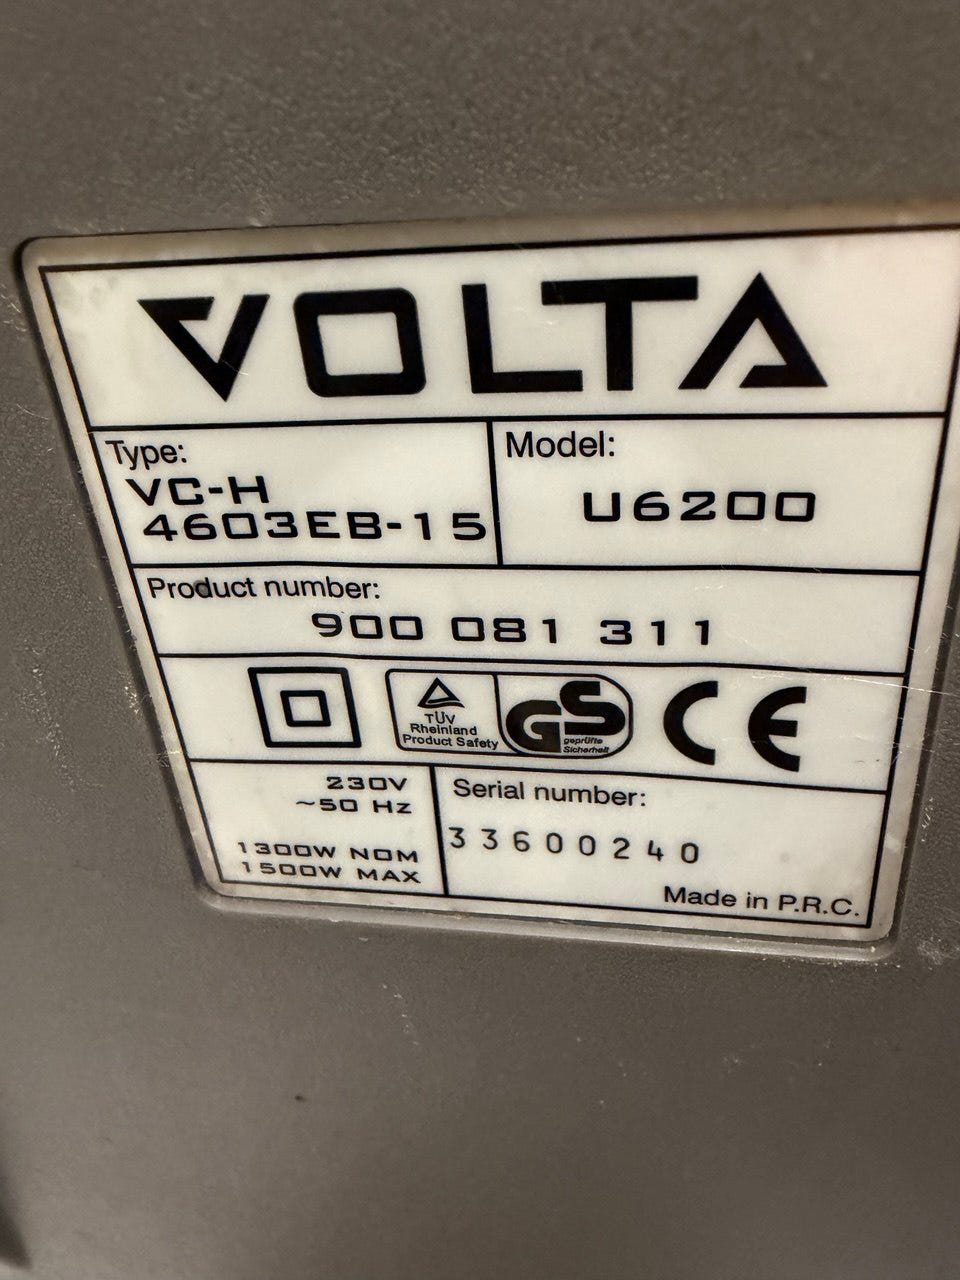 VOLTA
Type:
VC-H
4603EB-15
Model:
U6200
Product number:
900 081 311
TÜV
Rheinland
Product Safety
GS
geprüfte
Sicherheit
CE
230V
~50 Hz
1300W NOM
1500W MAX
Serial number:
33600240
Made in P.R.C.